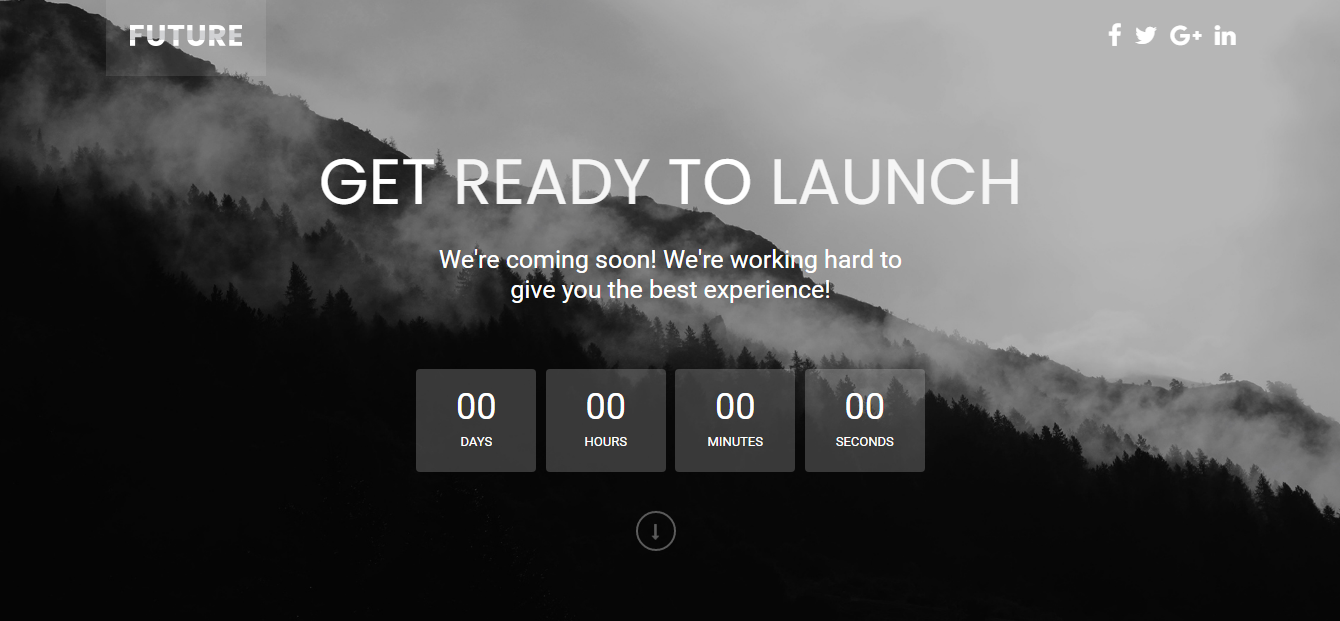 FUTURE
GET READY TO LAUNCH
We're coming soon! We're working hard to
give you the best experience!
00 00 00 00
DAYS HOURS MINUTES SECONDS